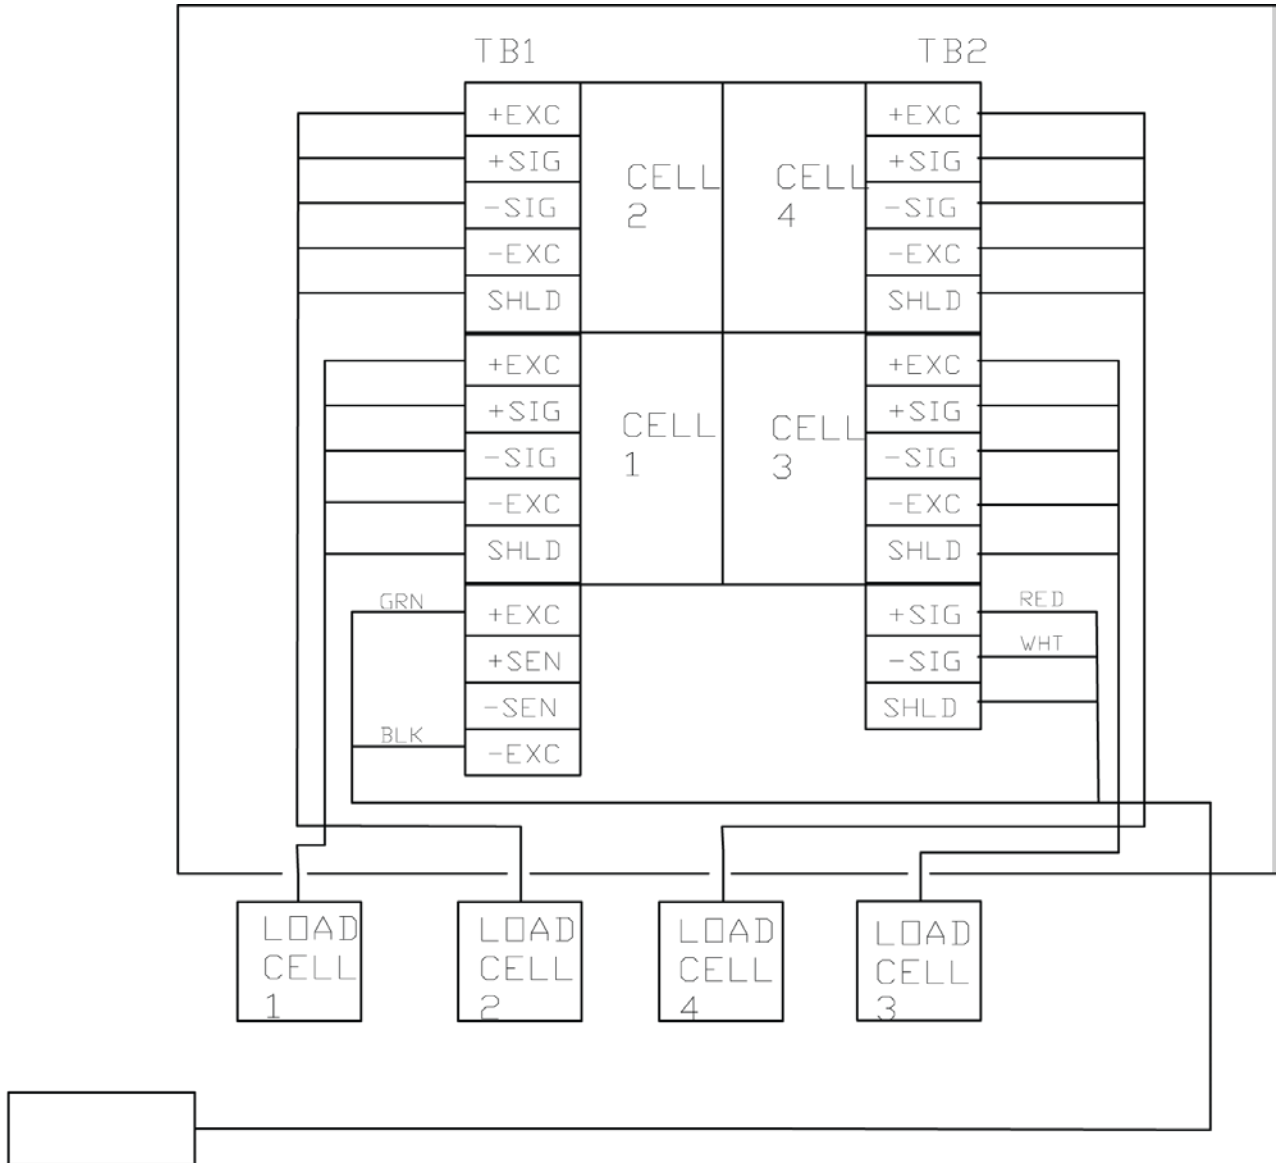 TB1
TB2
+EXC
+SIG
-SIG
-EXC
SHLD
CELL
2
CELL
4
+EXC
+SIG
-SIG
-EXC
SHLD
+EXC
+SIG
-SIG
-EXC
SHLD
CELL
1
CELL
3
+EXC
+SIG
-SIG
-EXC
SHLD
GRN
+EXC
+SEN
-SEN
BLK
-EXC
+SIG
RED
-SIG
WHT
SHLD
LOAD
CELL
1
LOAD
CELL
2
LOAD
CELL
4
LOAD
CELL
3